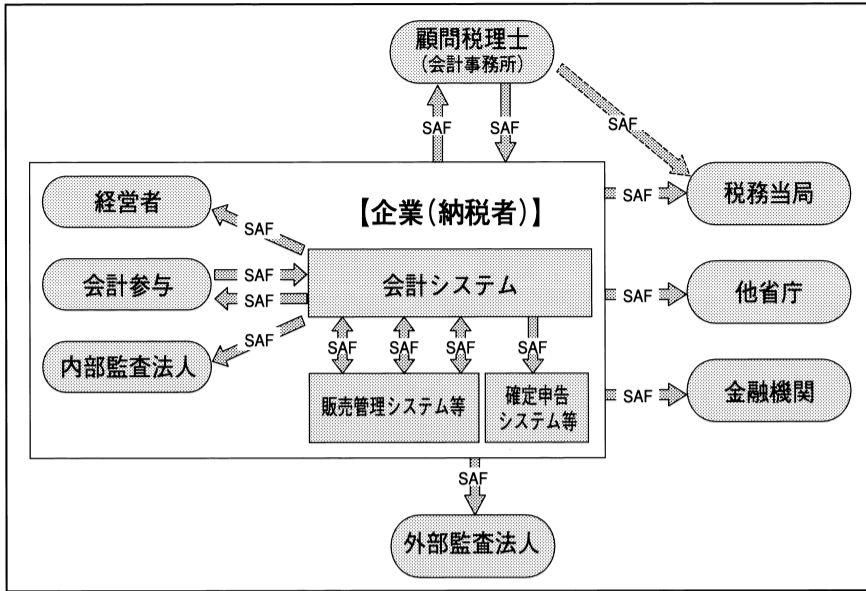 顧問税理士
(会計事務所)
SAF
SAF
SAF
経営者
SAF
【企業(納税者)】
SAF
税務当局
会計参与
SAF
SAF
会計システム
SAF
他省庁
内部監査法人
SAF
SAF
SAF
SAF
SAF
販売管理システム等
確定申告
システム等
SAF
金融機関
SAF
外部監査法人